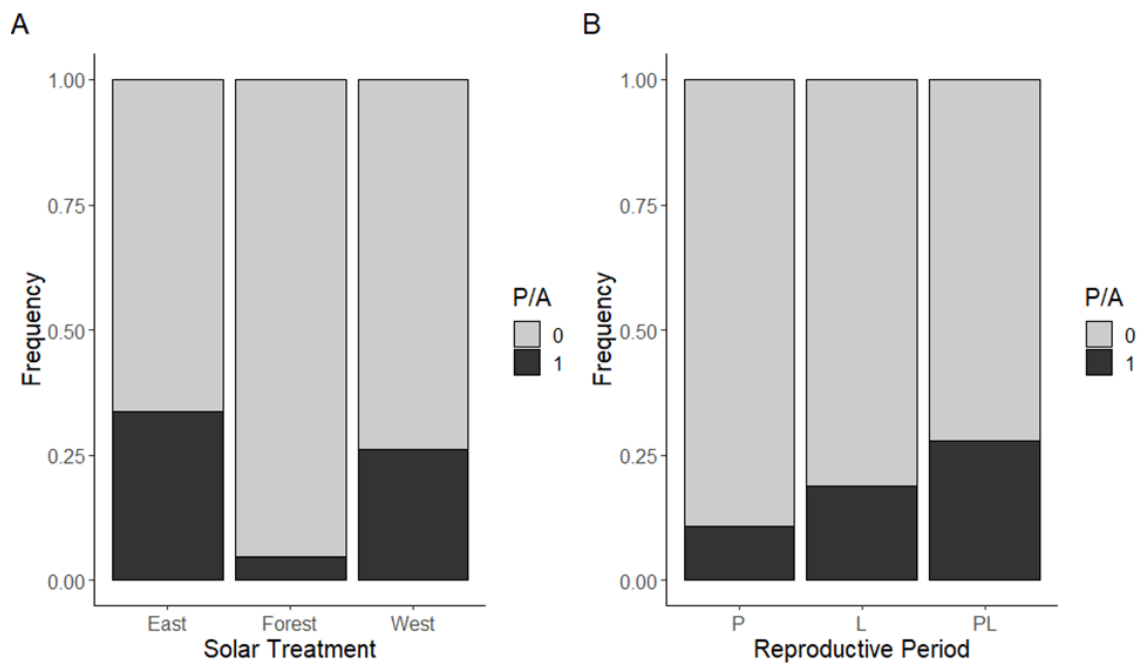 A
1.00
0.75
0.50
0.25
0.00
Frequency
East Forest West
Solar Treatment
P/A
0
1
B
1.00
0.75
0.50
0.25
0.00
Frequency
P L PL
Reproductive Period
P/A
0
1